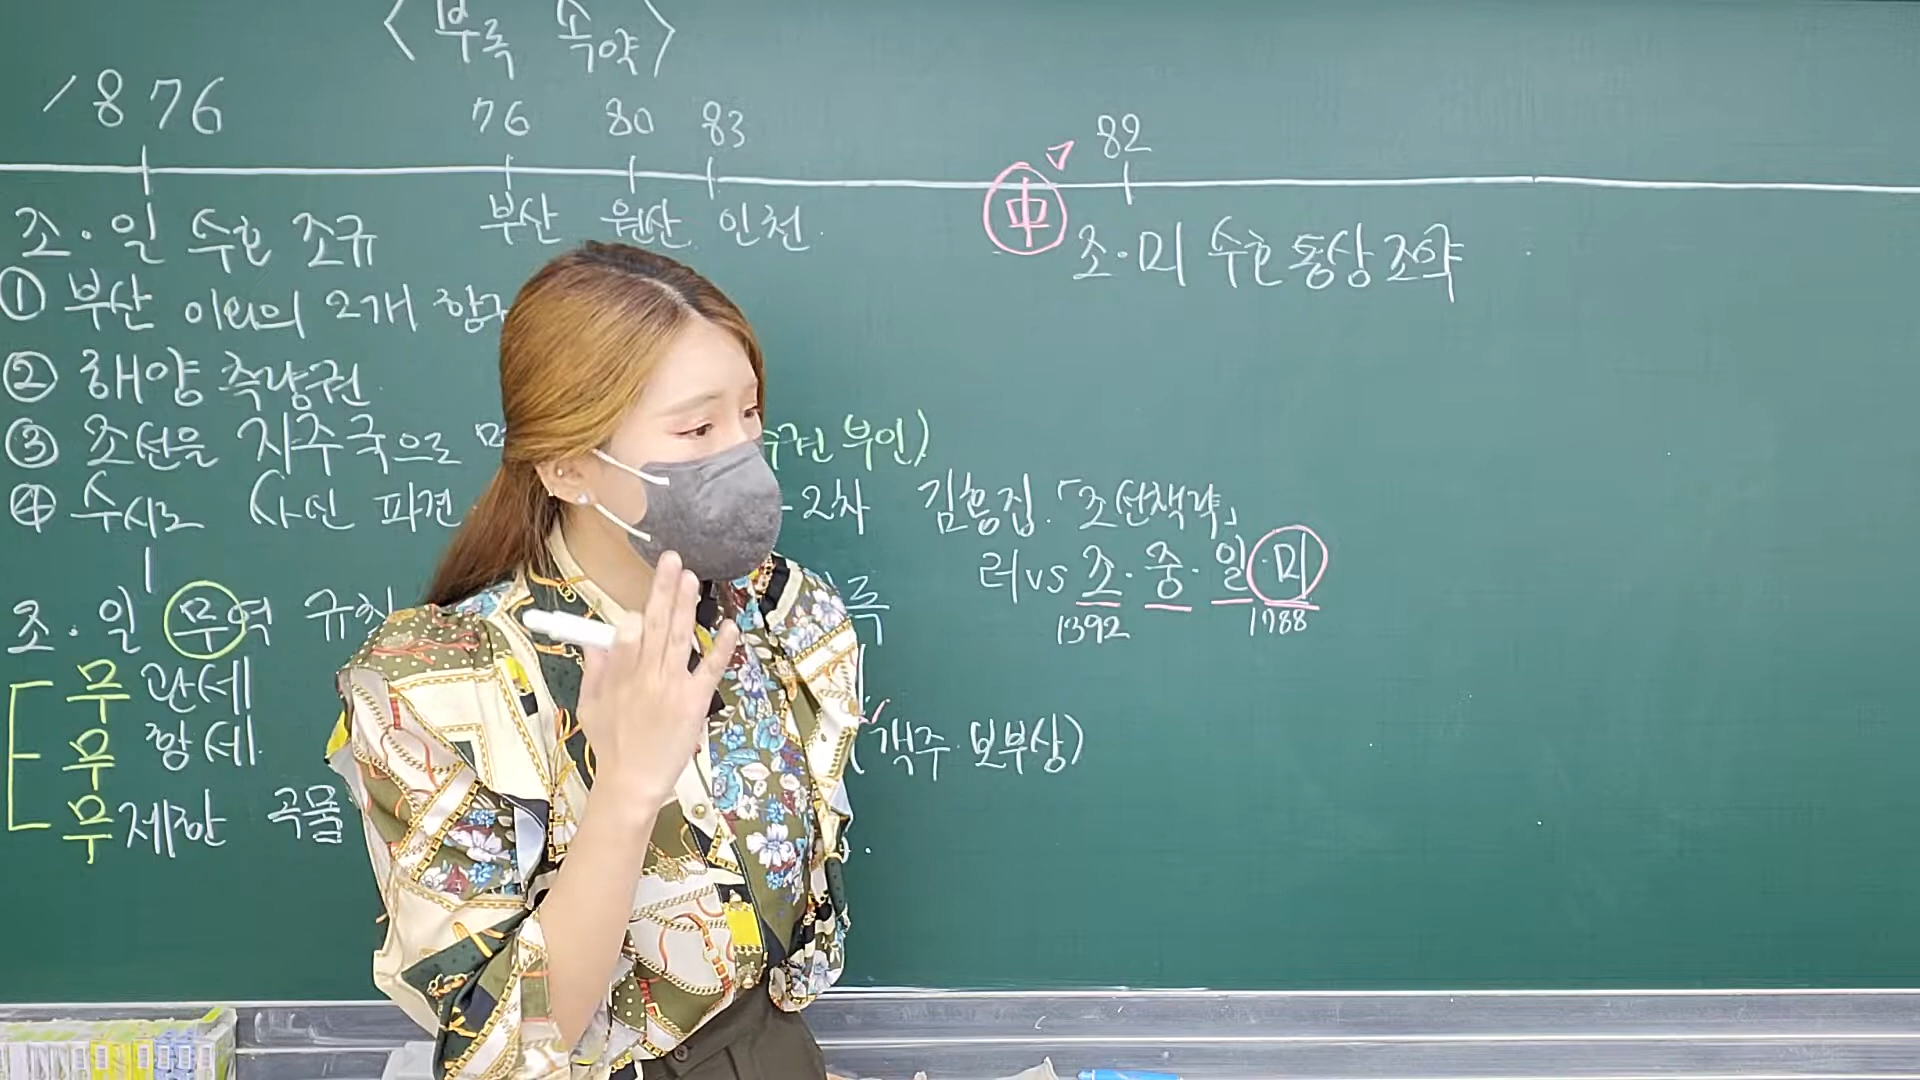 〈부록 속약〉
1876
76 80 83
82
부산 원산 인천
中
조·일 수호 조규
조·미 수호통상조약
① 부산 이외의 2개 항
② 해양 측량권
③ 조선을 자주국으로
부인)
④ 수시로 사신 파견
2차 김홍집.「조선책략」
러 vs 조·중·일·미
1392 1788
조·일 무역 규칙
록
무관세
무항세
(객주·보부상)
무제한 곡물